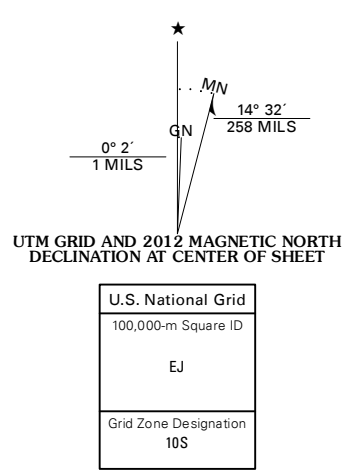 ★
MN
GN
14° 32´
258 MILS
0° 2´
1 MILS
UTM GRID AND 2012 MAGNETIC NORTH
DECLINATION AT CENTER OF SHEET
U.S. National Grid
100,000-m Square ID
EJ
Grid Zone Designation
10S